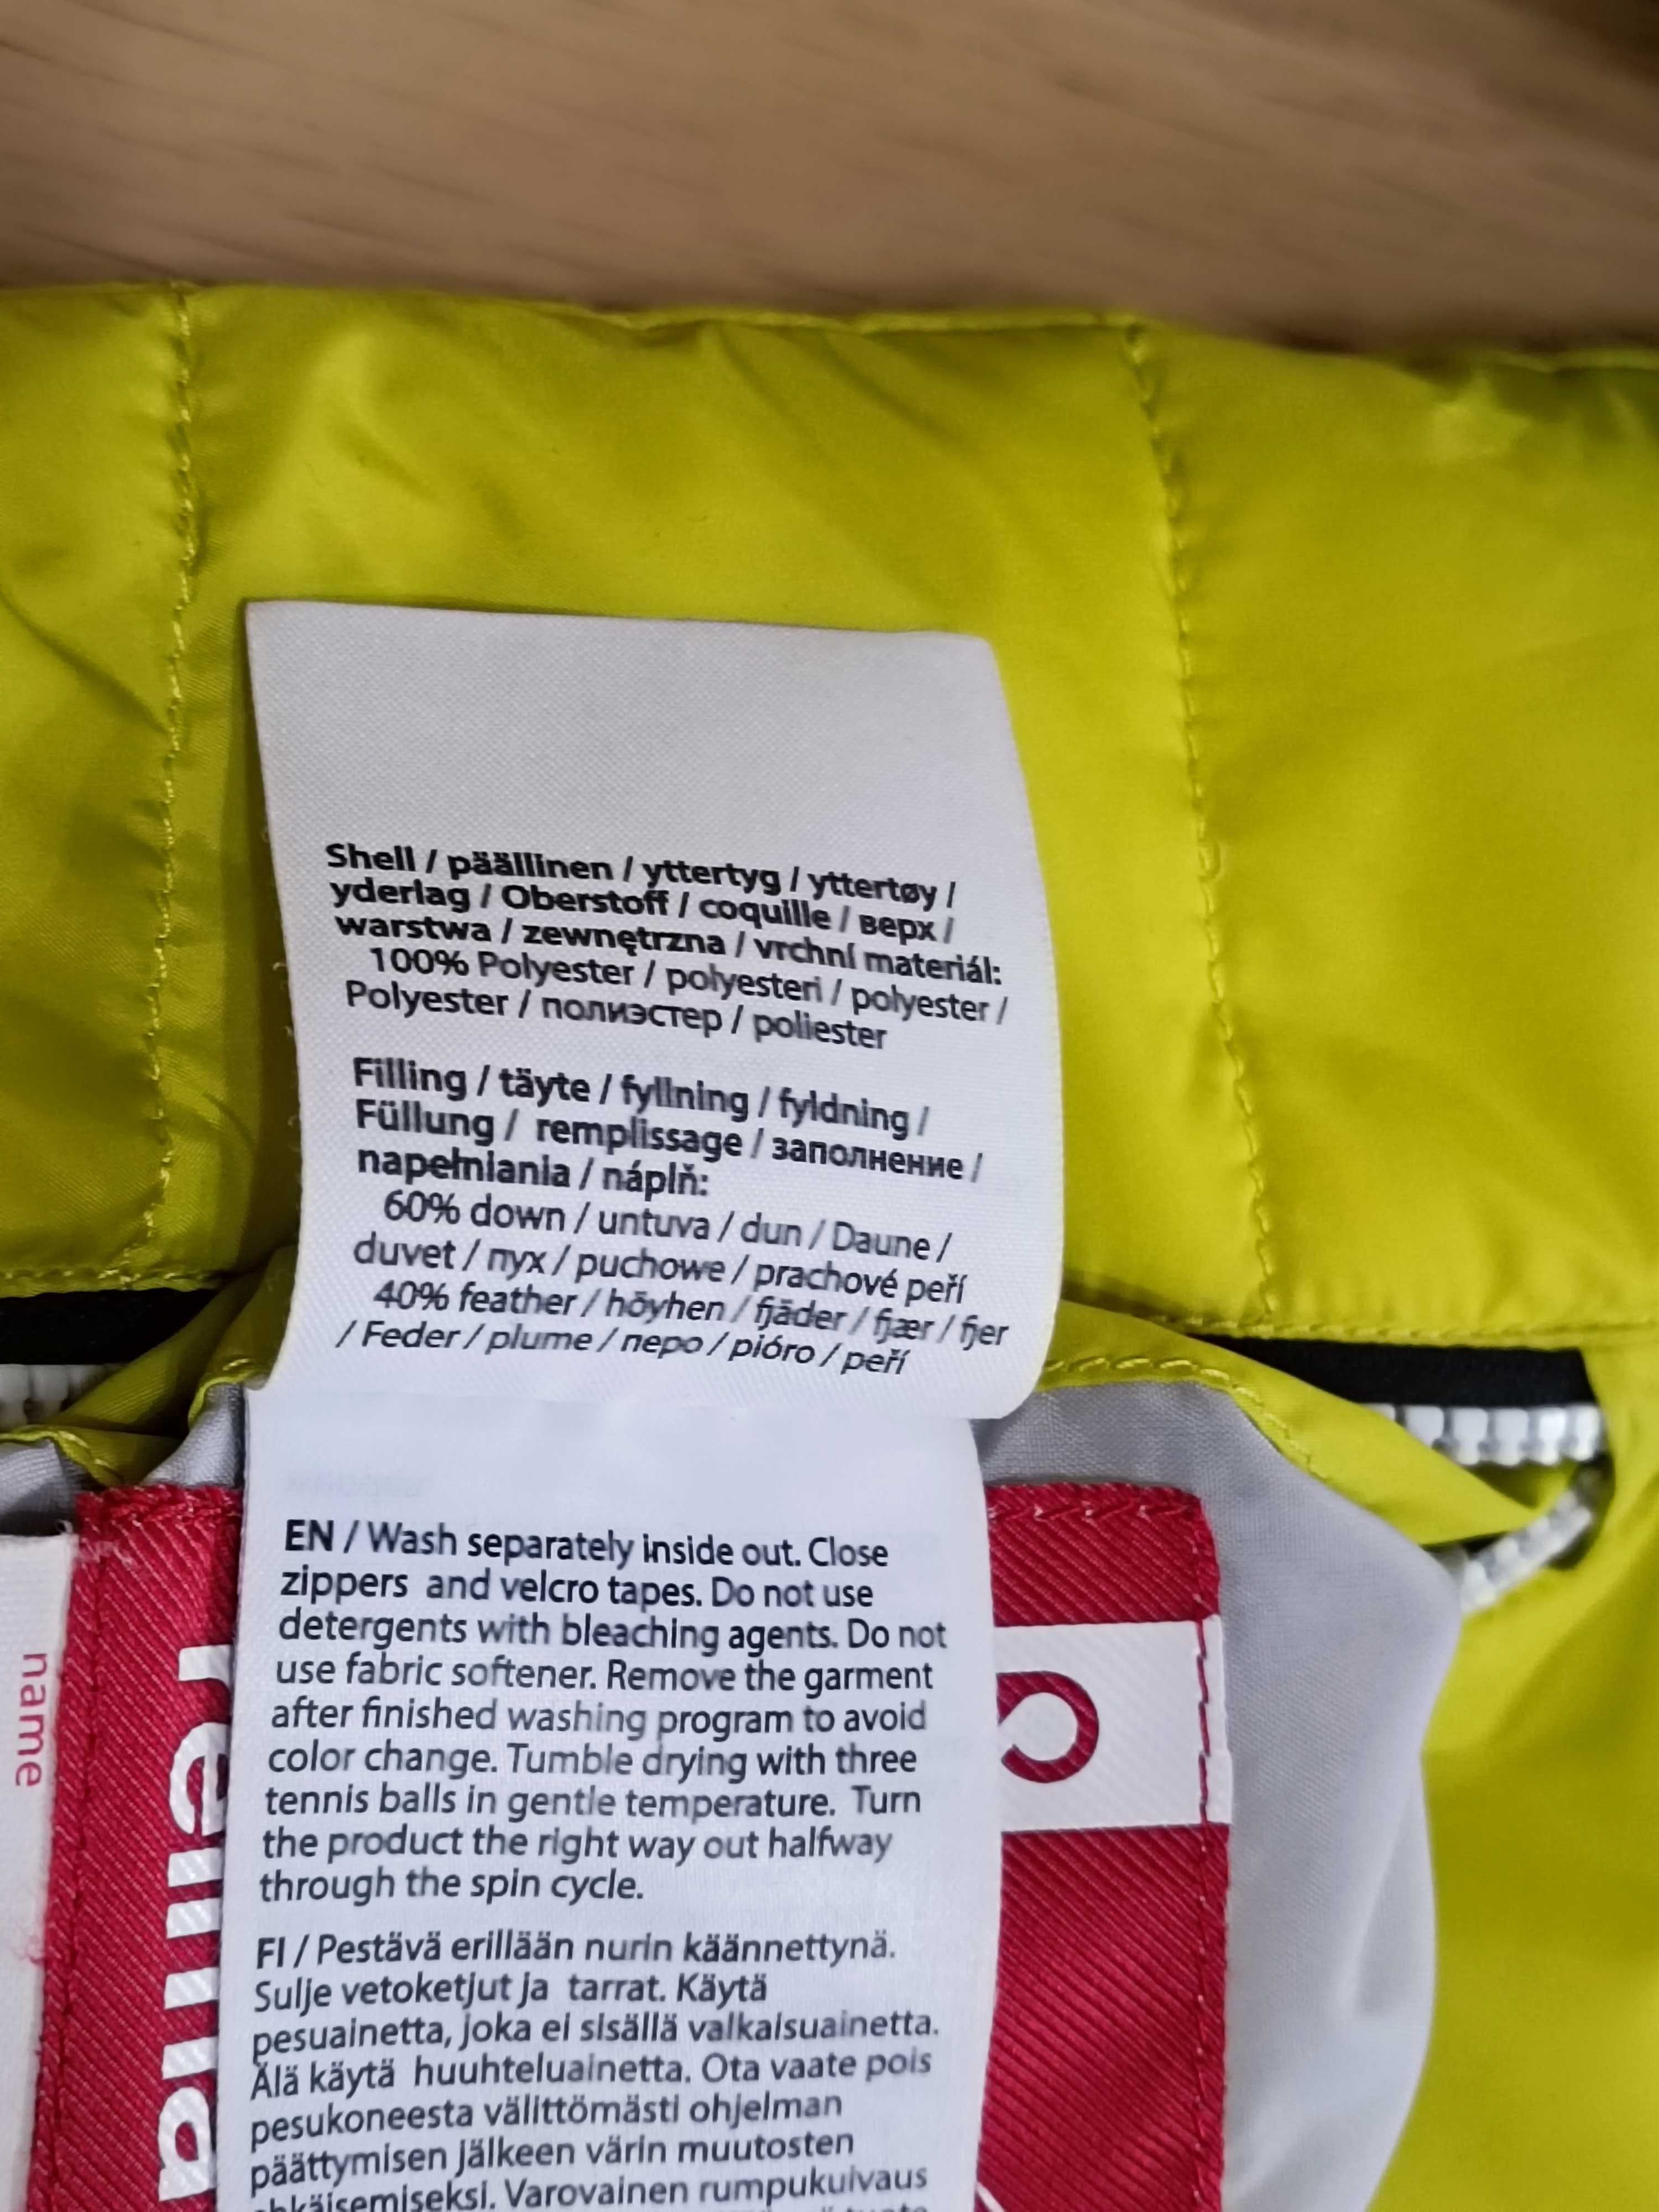 Shell / päällinen / yttertyg / yttertøy /
yderlag / Oberstoff / coquille / верх /
warstwa / zewnętrzna / vrchní materiál:
100% Polyester / polyesteri / polyester /
Polyester / полиэстер / poliester
Filling / täyte / fyllning / fyldning /
Füllung / remplissage / заполнение /
napełniania / náplň:
60% down / untuva / dun / Daune /
duvet / пух / puchowe / prachové peří
40% feather / höyhen / fjäder / fjær / fjer
/ Feder / plume / перо / pióro / peří
EN / Wash separately inside out. Close
zippers and velcro tapes. Do not use
detergents with bleaching agents. Do not
use fabric softener. Remove the garment
after finished washing program to avoid
color change. Tumble drying with three
tennis balls in gentle temperature. Turn
the product the right way out halfway
through the spin cycle.
FI / Pestävä erillään nurin käännettynä.
Sulje vetoketjut ja tarrat. Käytä
pesuainetta, joka ei sisällä valkaisuainetta.
Älä käytä huuhteluainetta. Ota vaate pois
pesukoneesta välittömästi ohjelman
päättymisen jälkeen värin muutosten
Varovainen rumpukuivaus
name
reima